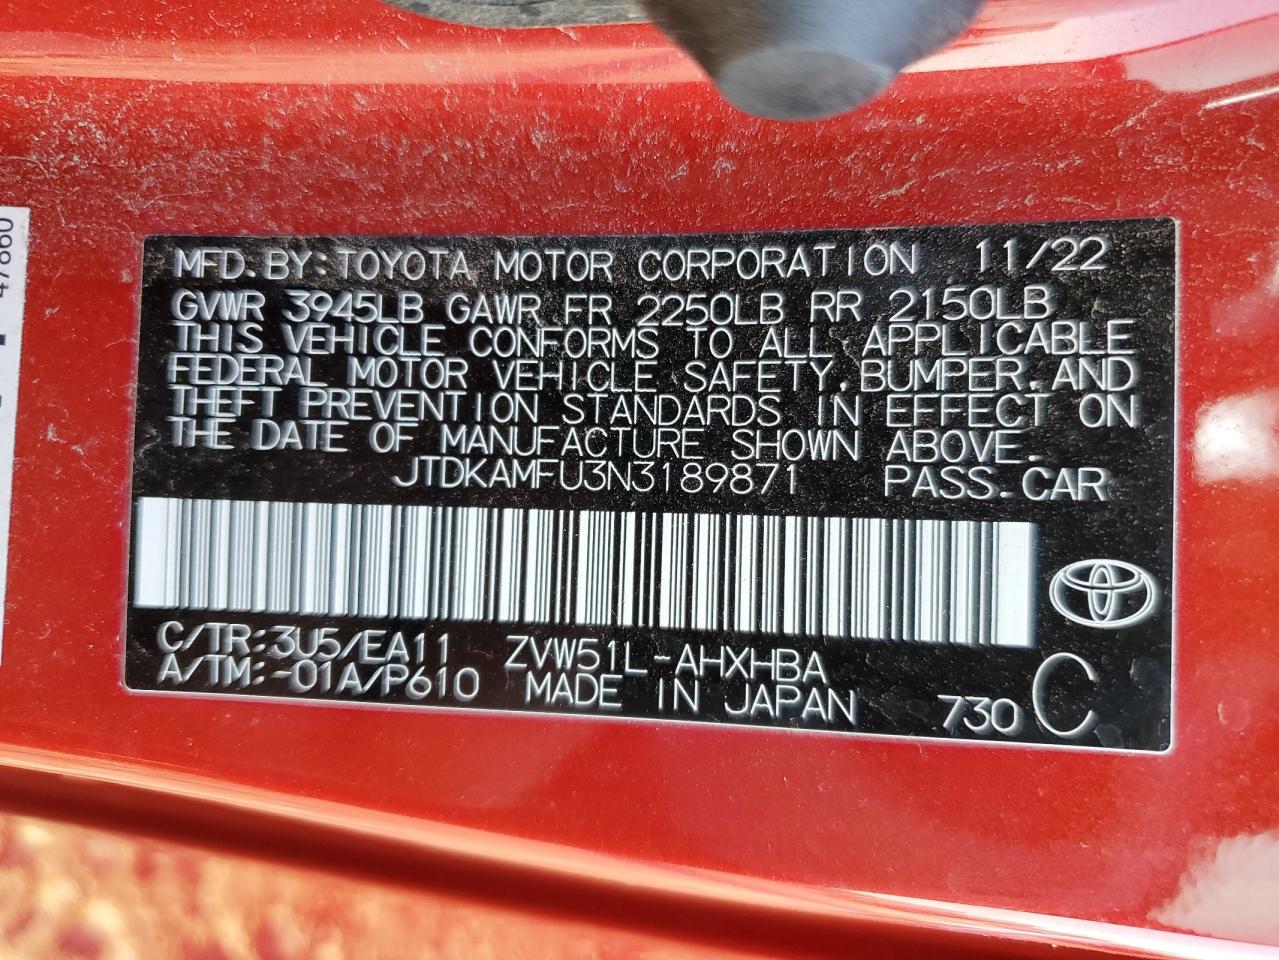 MFD.BY:TOYOTA MOTOR CORPORATION 11/22
GVWR 3945LB GAWR FR 2250LB RR 2150LB
THIS VEHICLE CONFORMS TO ALL APPLICABLE
FEDERAL MOTOR VEHICLE SAFETY,BUMPER,AND
THEFT PREVENTION STANDARDS IN EFFECT ON
THE DATE OF MANUFACTURE SHOWN ABOVE.
JTDKAMFU3N3189871 PASS.CAR
C/TR:3U5/EA11 ZVW51L-AHXHBA
A/TM:-01A/P610 MADE IN JAPAN 730 C
47660